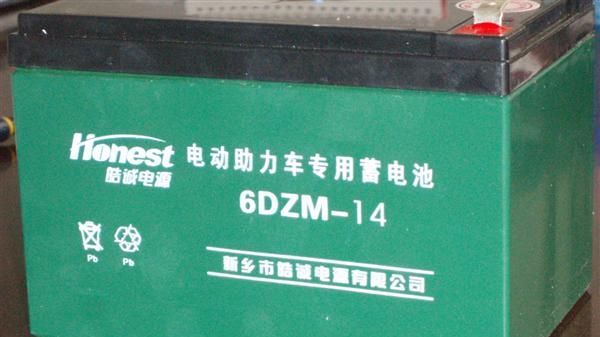 Honest 电动助力车专用蓄电池
皓诚电源
6DZM-14
Pb Pb
新乡市皓诚电源有限公司